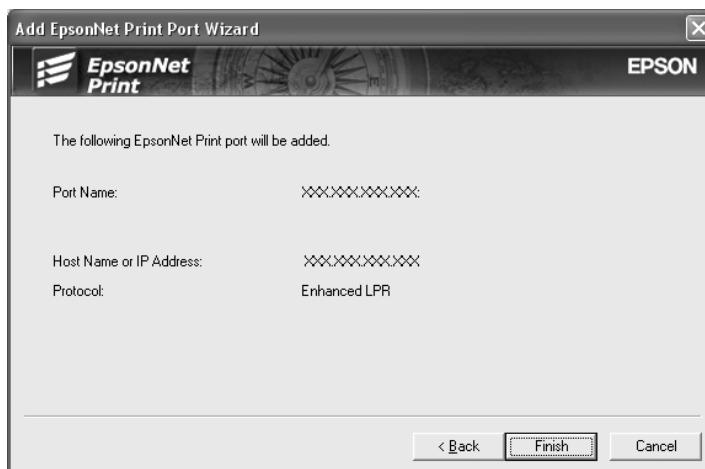 Add EpsonNet Print Port Wizard
EpsonNet
Print
EPSON
The following EpsonNet Print port will be added.
Port Name: XXX.XXX.XXX.XXX:
Host Name or IP Address: XXX.XXX.XXX.XXX
Protocol: Enhanced LPR
< Back Finish Cancel